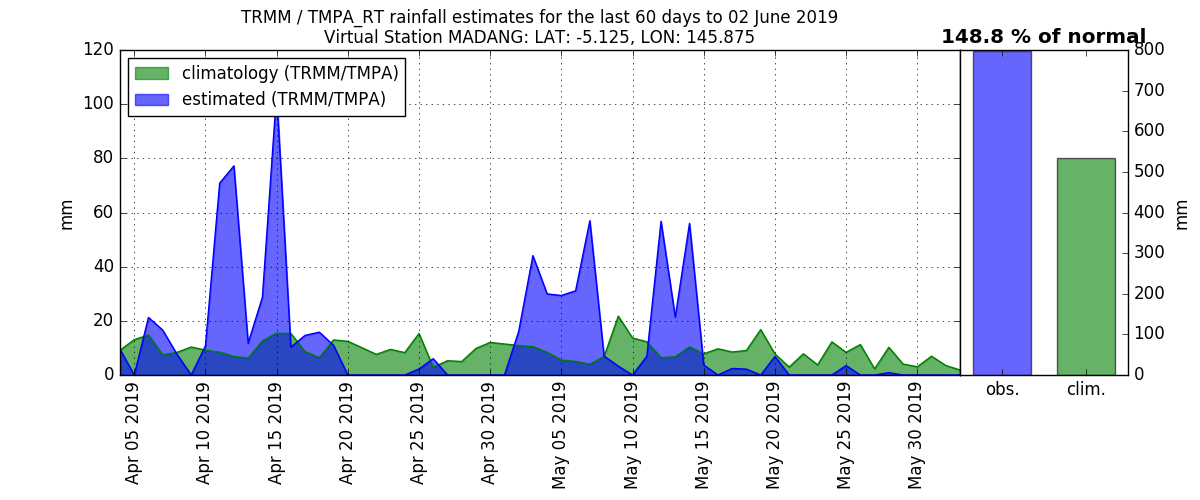 TRMM / TMPA_RT rainfall estimates for the last 60 days to 02 June 2019
Virtual Station MADANG: LAT: -5.125, LON: 145.875
148.8 % of normal
climatology (TRMM/TMPA)
estimated (TRMM/TMPA)
120
100
80
60
40
20
0
mm
Apr 05 2019
Apr 10 2019
Apr 15 2019
Apr 20 2019
Apr 25 2019
Apr 30 2019
May 05 2019
May 10 2019
May 15 2019
May 20 2019
May 25 2019
May 30 2019
obs.
clim.
800
700
600
500
400
300
200
100
0
mm